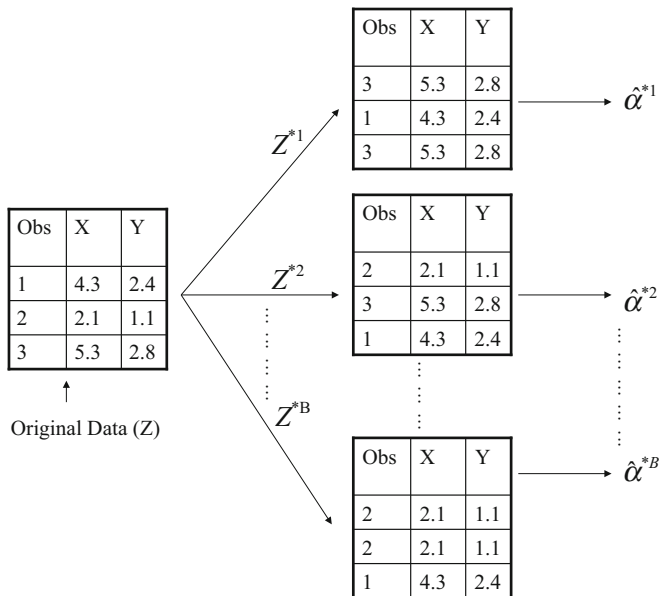 Obs X Y
1 4.3 2.4
2 2.1 1.1
3 5.3 2.8
Original Data (Z)
Z*1
Obs X Y
3 5.3 2.8
1 4.3 2.4
3 5.3 2.8
α̂*1
Z*2
Obs X Y
2 2.1 1.1
3 5.3 2.8
1 4.3 2.4
α̂*2
Z*B
Obs X Y
2 2.1 1.1
2 2.1 1.1
1 4.3 2.4
α̂*B